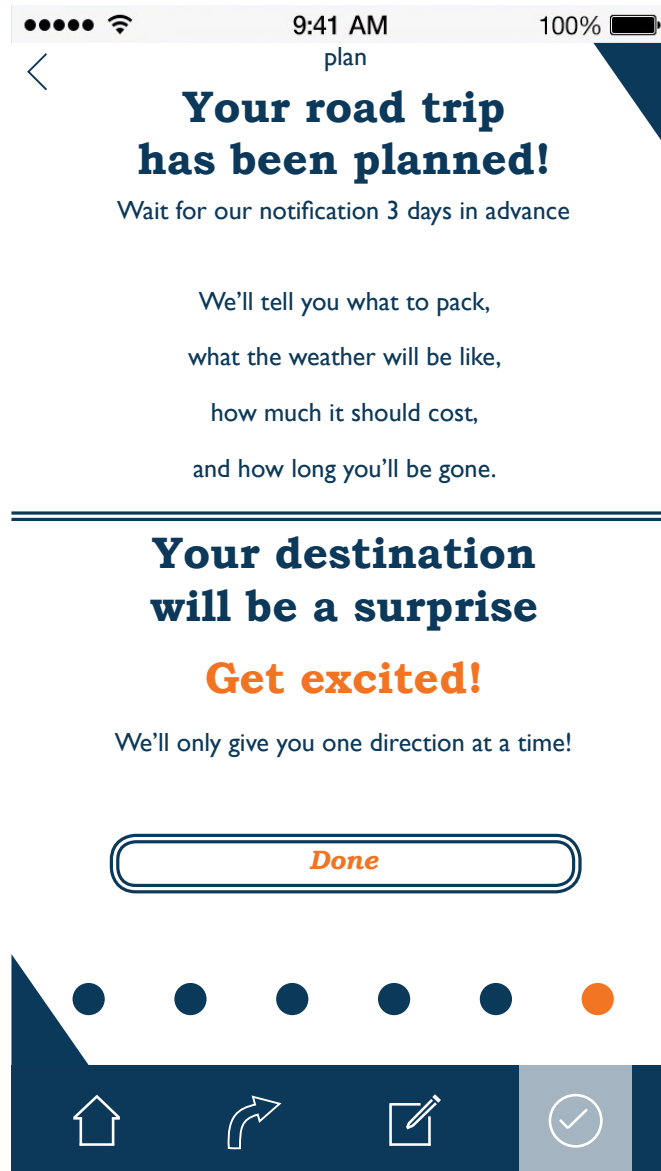 9:41 AM 100%
plan
Your road trip
has been planned!
Wait for our notification 3 days in advance
We’ll tell you what to pack,
what the weather will be like,
how much it should cost,
and how long you’ll be gone.
Your destination
will be a surprise
Get excited!
We’ll only give you one direction at a time!
Done